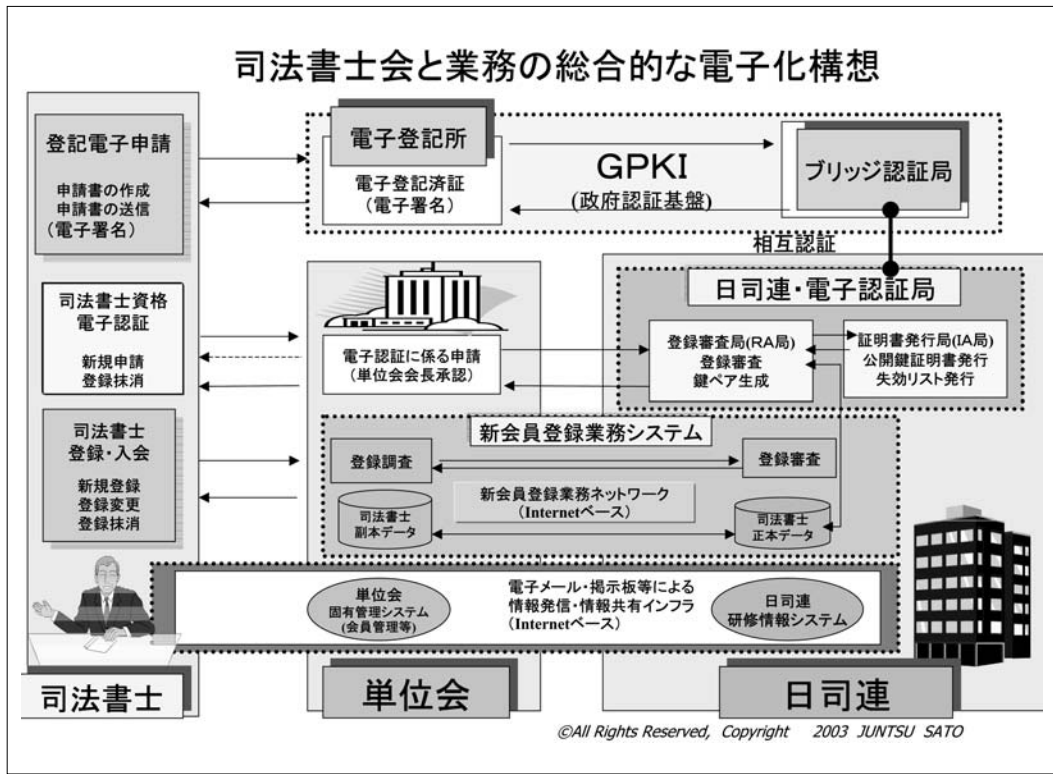 司法書士会と業務の総合的な電子化構想
登記電子申請
申請書の作成
申請書の送信
(電子署名)
電子登記所
電子登記済証
(電子署名)
GPKI
(政府認証基盤)
ブリッジ認証局
相互認証
司法書士資格
電子認証
新規申請
登録抹消
電子認証に係る申請
(単位会会長承認)
日司連・電子認証局
登録審査局(RA局)
登録審査
鍵ペア生成
証明書発行局(IA局)
公開鍵証明書発行
失効リスト発行
司法書士
登録・入会
新規登録
登録変更
登録抹消
新会員登録業務システム
登録調査
登録審査
新会員登録業務ネットワーク
(Internetベース)
司法書士
副本データ
司法書士
正本データ
単位会
固有管理システム
(会員管理等)
電子メール・掲示板等による
情報発信・情報共有インフラ
(Internetベース)
日司連
研修情報システム
司法書士
単位会
日司連
©All Rights Reserved, Copyright 2003 JUNTSU SATO